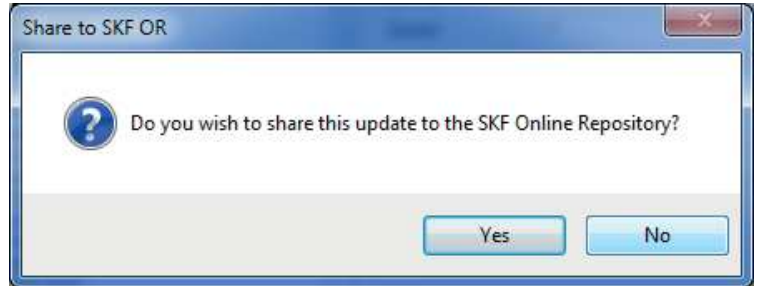 Share to SKF OR
Do you wish to share this update to the SKF Online Repository?
Yes
No